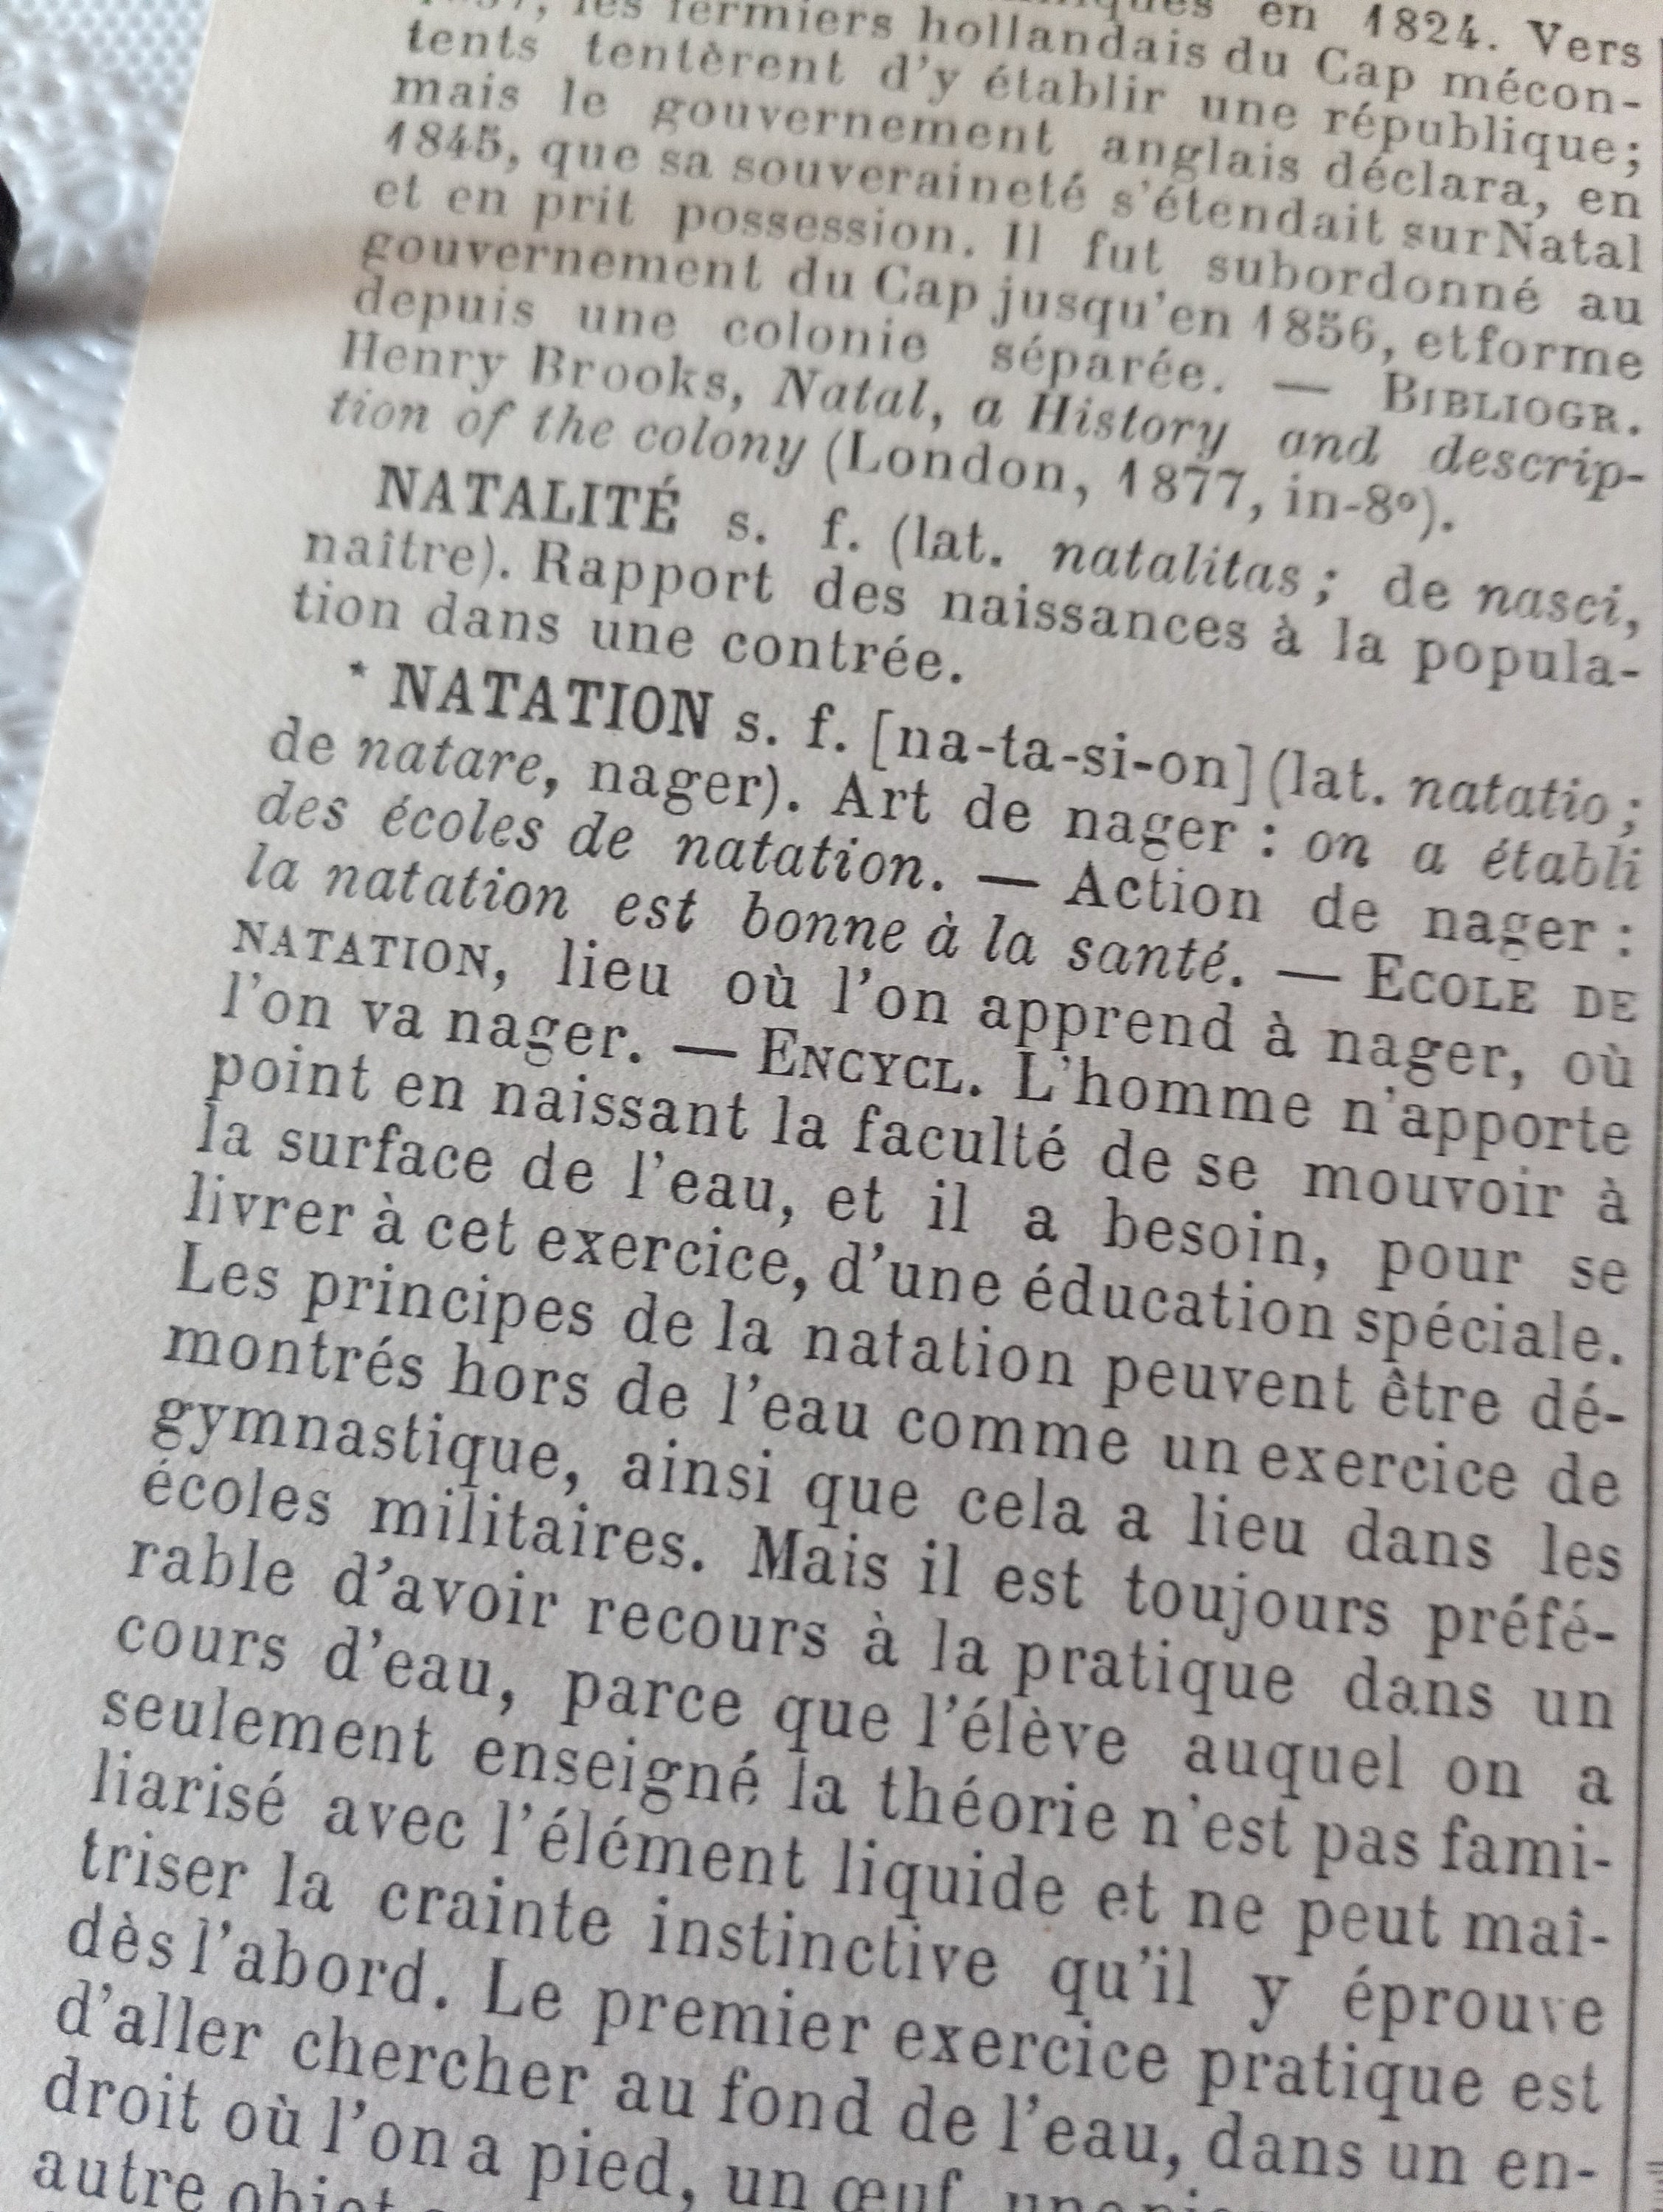 en 1824. Vers
les fermiers hollandais du Cap mécon-
tents tentèrent d'y établir une république;
mais le gouvernement anglais déclara, en
1845, que sa souveraineté s'étendait sur Natal
et en prit possession. Il fut subordonné au
gouvernement du Cap jusqu'en 1856, et forme
depuis une colonie séparée. — BIBLIOGR.
Henry Brooks, Natal, a History and descrip-
tion of the colony (London, 1877, in-8º).
NATALITÉ s. f. (lat. natalitas; de nasci,
naître). Rapport des naissances à la popula-
tion dans une contrée.
* NATATION s. f. [na-ta-si-on] (lat. natatio;
de natare, nager). Art de nager : on a établi
des écoles de natation. — Action de nager :
la natation est bonne à la santé. — ECOLE DE
NATATION, lieu où l'on apprend à nager, où
l'on va nager. — ENCYCL. L'homme n'apporte
point en naissant la faculté de se mouvoir à
la surface de l'eau, et il a besoin, pour se
livrer à cet exercice, d'une éducation spéciale.
Les principes de la natation peuvent être dé-
montrés hors de l'eau comme un exercice de
gymnastique, ainsi que cela a lieu dans les
écoles militaires. Mais il est toujours préfé-
rable d'avoir recours à la pratique dans un
cours d'eau, parce que l'élève auquel on a
seulement enseigné la théorie n'est pas fami-
liarisé avec l'élément liquide et ne peut maî-
triser la crainte instinctive qu'il y éprouve
dès l'abord. Le premier exercice pratique est
d'aller chercher au fond de l'eau, dans un en-
droit où l'on a pied, un œuf,
autre objet